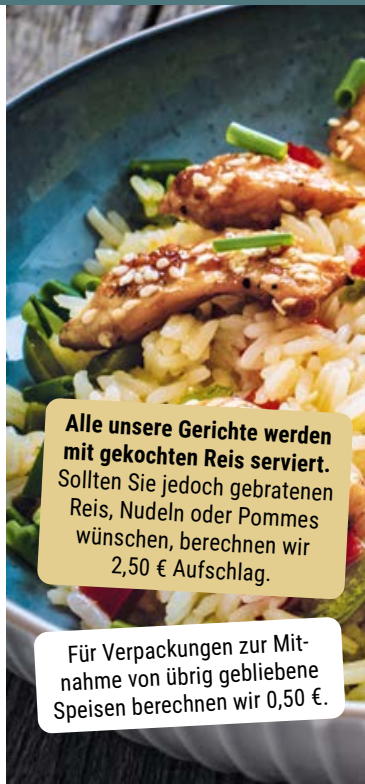 Alle unsere Gerichte werden
mit gekochten Reis serviert.
Sollten Sie jedoch gebratenen
Reis, Nudeln oder Pommes
wünschen, berechnen wir
2,50 € Aufschlag.
Für Verpackungen zur Mit-
nahme von übrig gebliebene
Speisen berechnen wir 0,50 €.